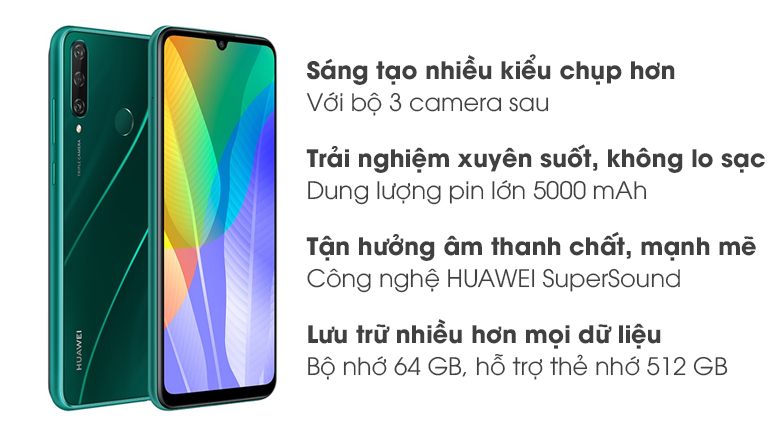 Sáng tạo nhiều kiểu chụp hơn
Với bộ 3 camera sau
Trải nghiệm xuyên suốt, không lo sạc
Dung lượng pin lớn 5000 mAh
Tận hưởng âm thanh chất, mạnh mẽ
Công nghệ HUAWEI SuperSound
Lưu trữ nhiều hơn mọi dữ liệu
Bộ nhớ 64 GB, hỗ trợ thẻ nhớ 512 GB
TRIPLE CAMERA
HUAWEI